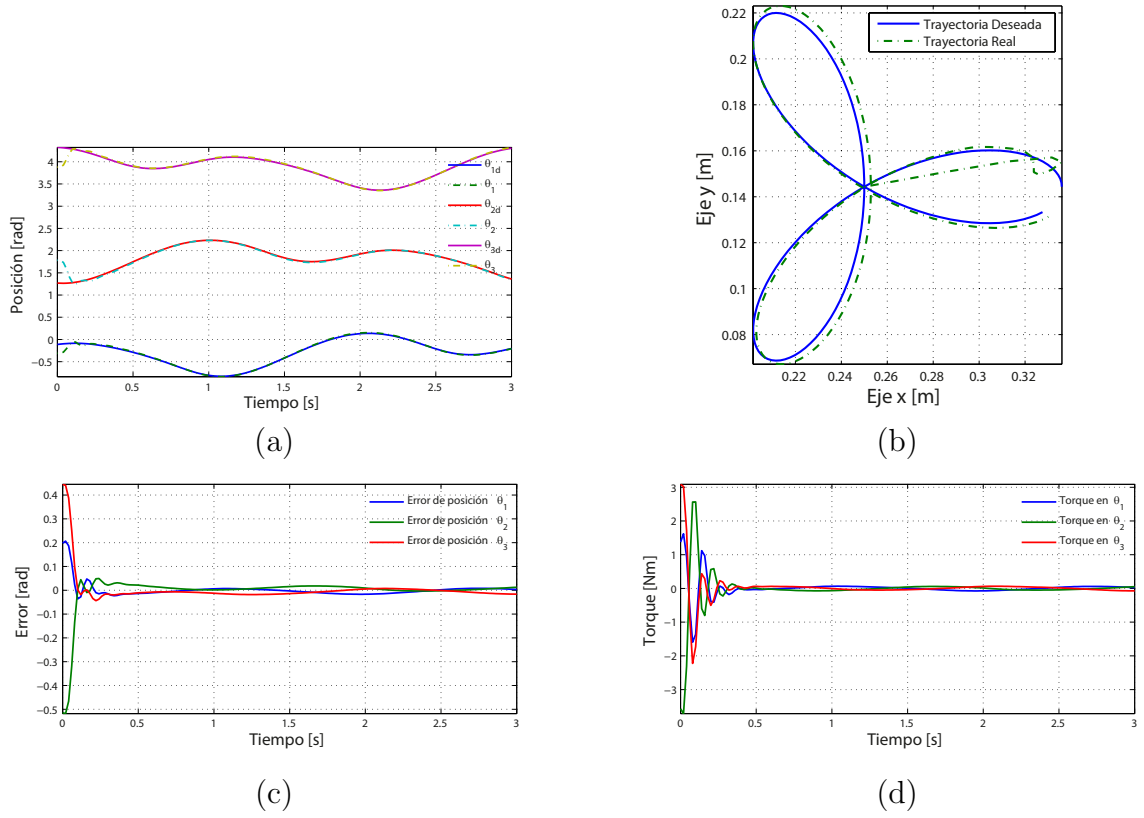 Posición [rad]
4
3.5
3
2.5
2
1.5
1
0.5
0
−0.5
θ1d
θ1
θ2d
θ2
θ3d
θ3
0 0.5 1 1.5 2 2.5 3
Tiempo [s]
(a)
Eje y [m]
0.22
0.2
0.18
0.16
0.14
0.12
0.1
0.08
Trayectoria Deseada
Trayectoria Real
0.22 0.24 0.26 0.28 0.3 0.32
Eje x [m]
(b)
Error [rad]
0.4
0.3
0.2
0.1
0
−0.1
−0.2
−0.3
−0.4
−0.5
Error de posición θ1
Error de posición θ2
Error de posición θ3
0 0.5 1 1.5 2 2.5 3
Tiempo [s]
(c)
Torque [Nm]
3
2
1
0
−1
−2
−3
Torque en θ1
Torque en θ2
Torque en θ3
0 0.5 1 1.5 2 2.5 3
Tiempo [s]
(d)